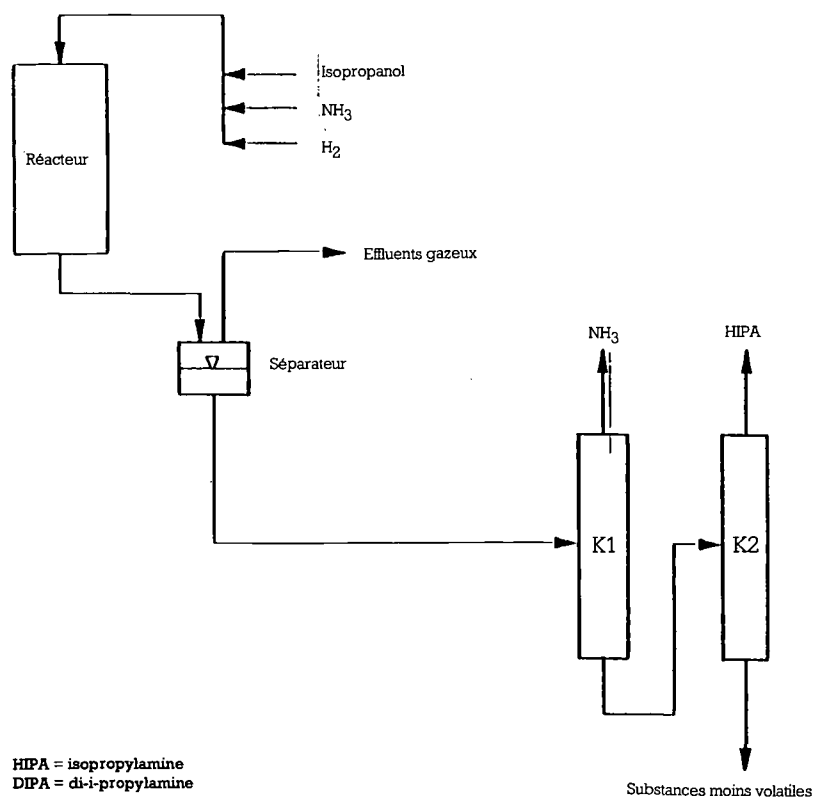 Isopropanol
NH3
H2
Réacteur
Effluents gazeux
Séparateur
NH3
HIPA
K1
K2
HIPA = isopropylamine
DIPA = di-i-propylamine
Substances moins volatiles